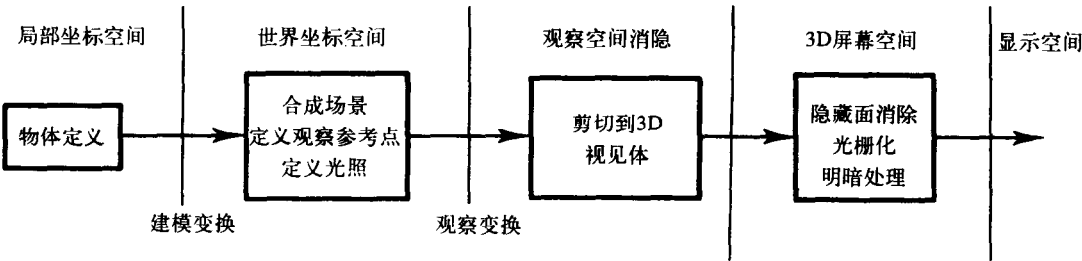 局部坐标空间
世界坐标空间
观察空间消隐
3D屏幕空间
显示空间
物体定义
合成场景
定义观察参考点
定义光照
剪切到3D
视见体
隐藏面消除
光栅化
明暗处理
建模变换
观察变换